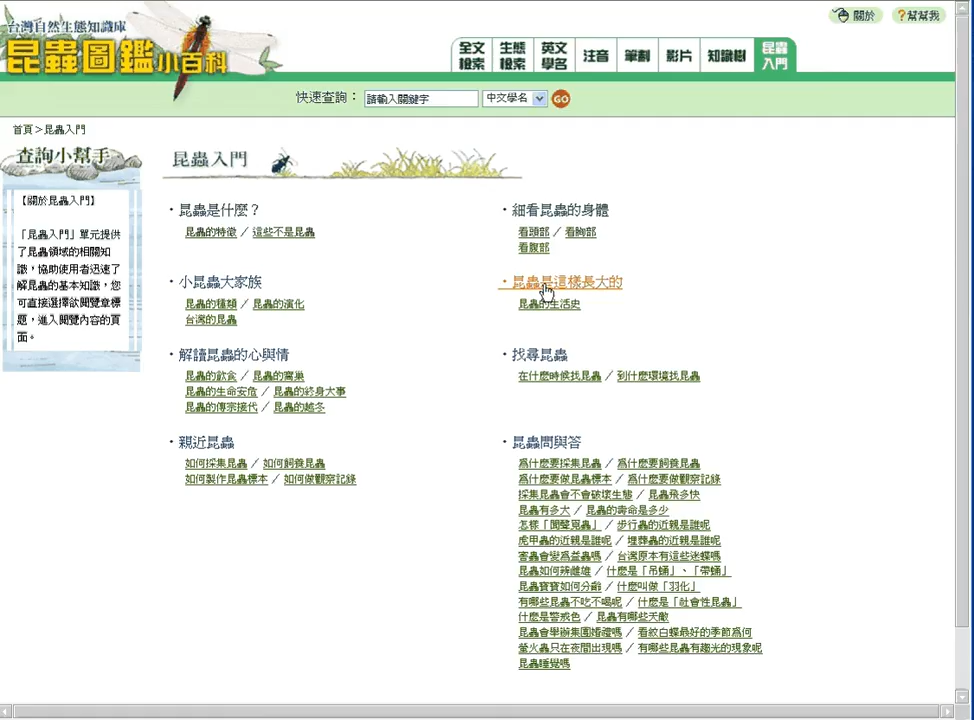 台灣自然生態知識庫
昆蟲圖鑑小百科
關於
?幫幫我
全文檢索
生態檢索
英文學名
注音
筆劃
影片
知識樹
昆蟲入門
快速查詢： 請輸入關鍵字 中文學名 GO
首頁>昆蟲入門
查詢小幫手
【關於昆蟲入門】
「昆蟲入門」單元提供
了昆蟲領域的相關知
識，協助使用者迅速了
解昆蟲的基本知識，您
可直接選擇欲閱覽章標
題，進入閱覽內容的頁
面。
昆蟲入門
・昆蟲是什麼？
昆蟲的特徵 / 這些不是昆蟲
・細看昆蟲的身體
看頭部 / 看胸部
看腹部
・小昆蟲大家族
昆蟲的種類 / 昆蟲的演化
台灣的昆蟲
・昆蟲是這樣長大的
昆蟲的生活史
・解讀昆蟲的心與情
昆蟲的飲食 / 昆蟲的窩巢
昆蟲的生命安危 / 昆蟲的終身大事
昆蟲的傳宗接代 / 昆蟲的越冬
・找尋昆蟲
在什麼時候找昆蟲 / 到什麼環境找昆蟲
・親近昆蟲
如何採集昆蟲 / 如何飼養昆蟲
如何製作昆蟲標本 / 如何做觀察記錄
・昆蟲問與答
為什麼要採集昆蟲 / 為什麼要飼養昆蟲
為什麼要做昆蟲標本 / 為什麼要做觀察記錄
採集昆蟲會不會破壞生態 / 昆蟲飛多快
昆蟲有多大 / 昆蟲的壽命是多少
怎樣「聞聲覓蟲」 / 步行蟲的近親是誰呢
虎甲蟲的近親是誰呢 / 埋葬蟲的近親是誰呢
害蟲會變為益蟲嗎 / 台灣原本有這些迷蝶嗎
昆蟲如何辨雌雄 / 什麼是「吊蛹」、「帶蛹」
昆蟲寶寶如何分齡 / 什麼叫做「羽化」
有哪些昆蟲不吃不喝呢 / 什麼是「社會性昆蟲」
什麼是警戒色 / 昆蟲有哪些天敵
昆蟲會舉辦集團婚禮嗎 / 看紋白蝶最好的季節為何
螢火蟲只在夜間出現嗎 / 有哪些昆蟲有趨光的現象呢
昆蟲睡覺嗎